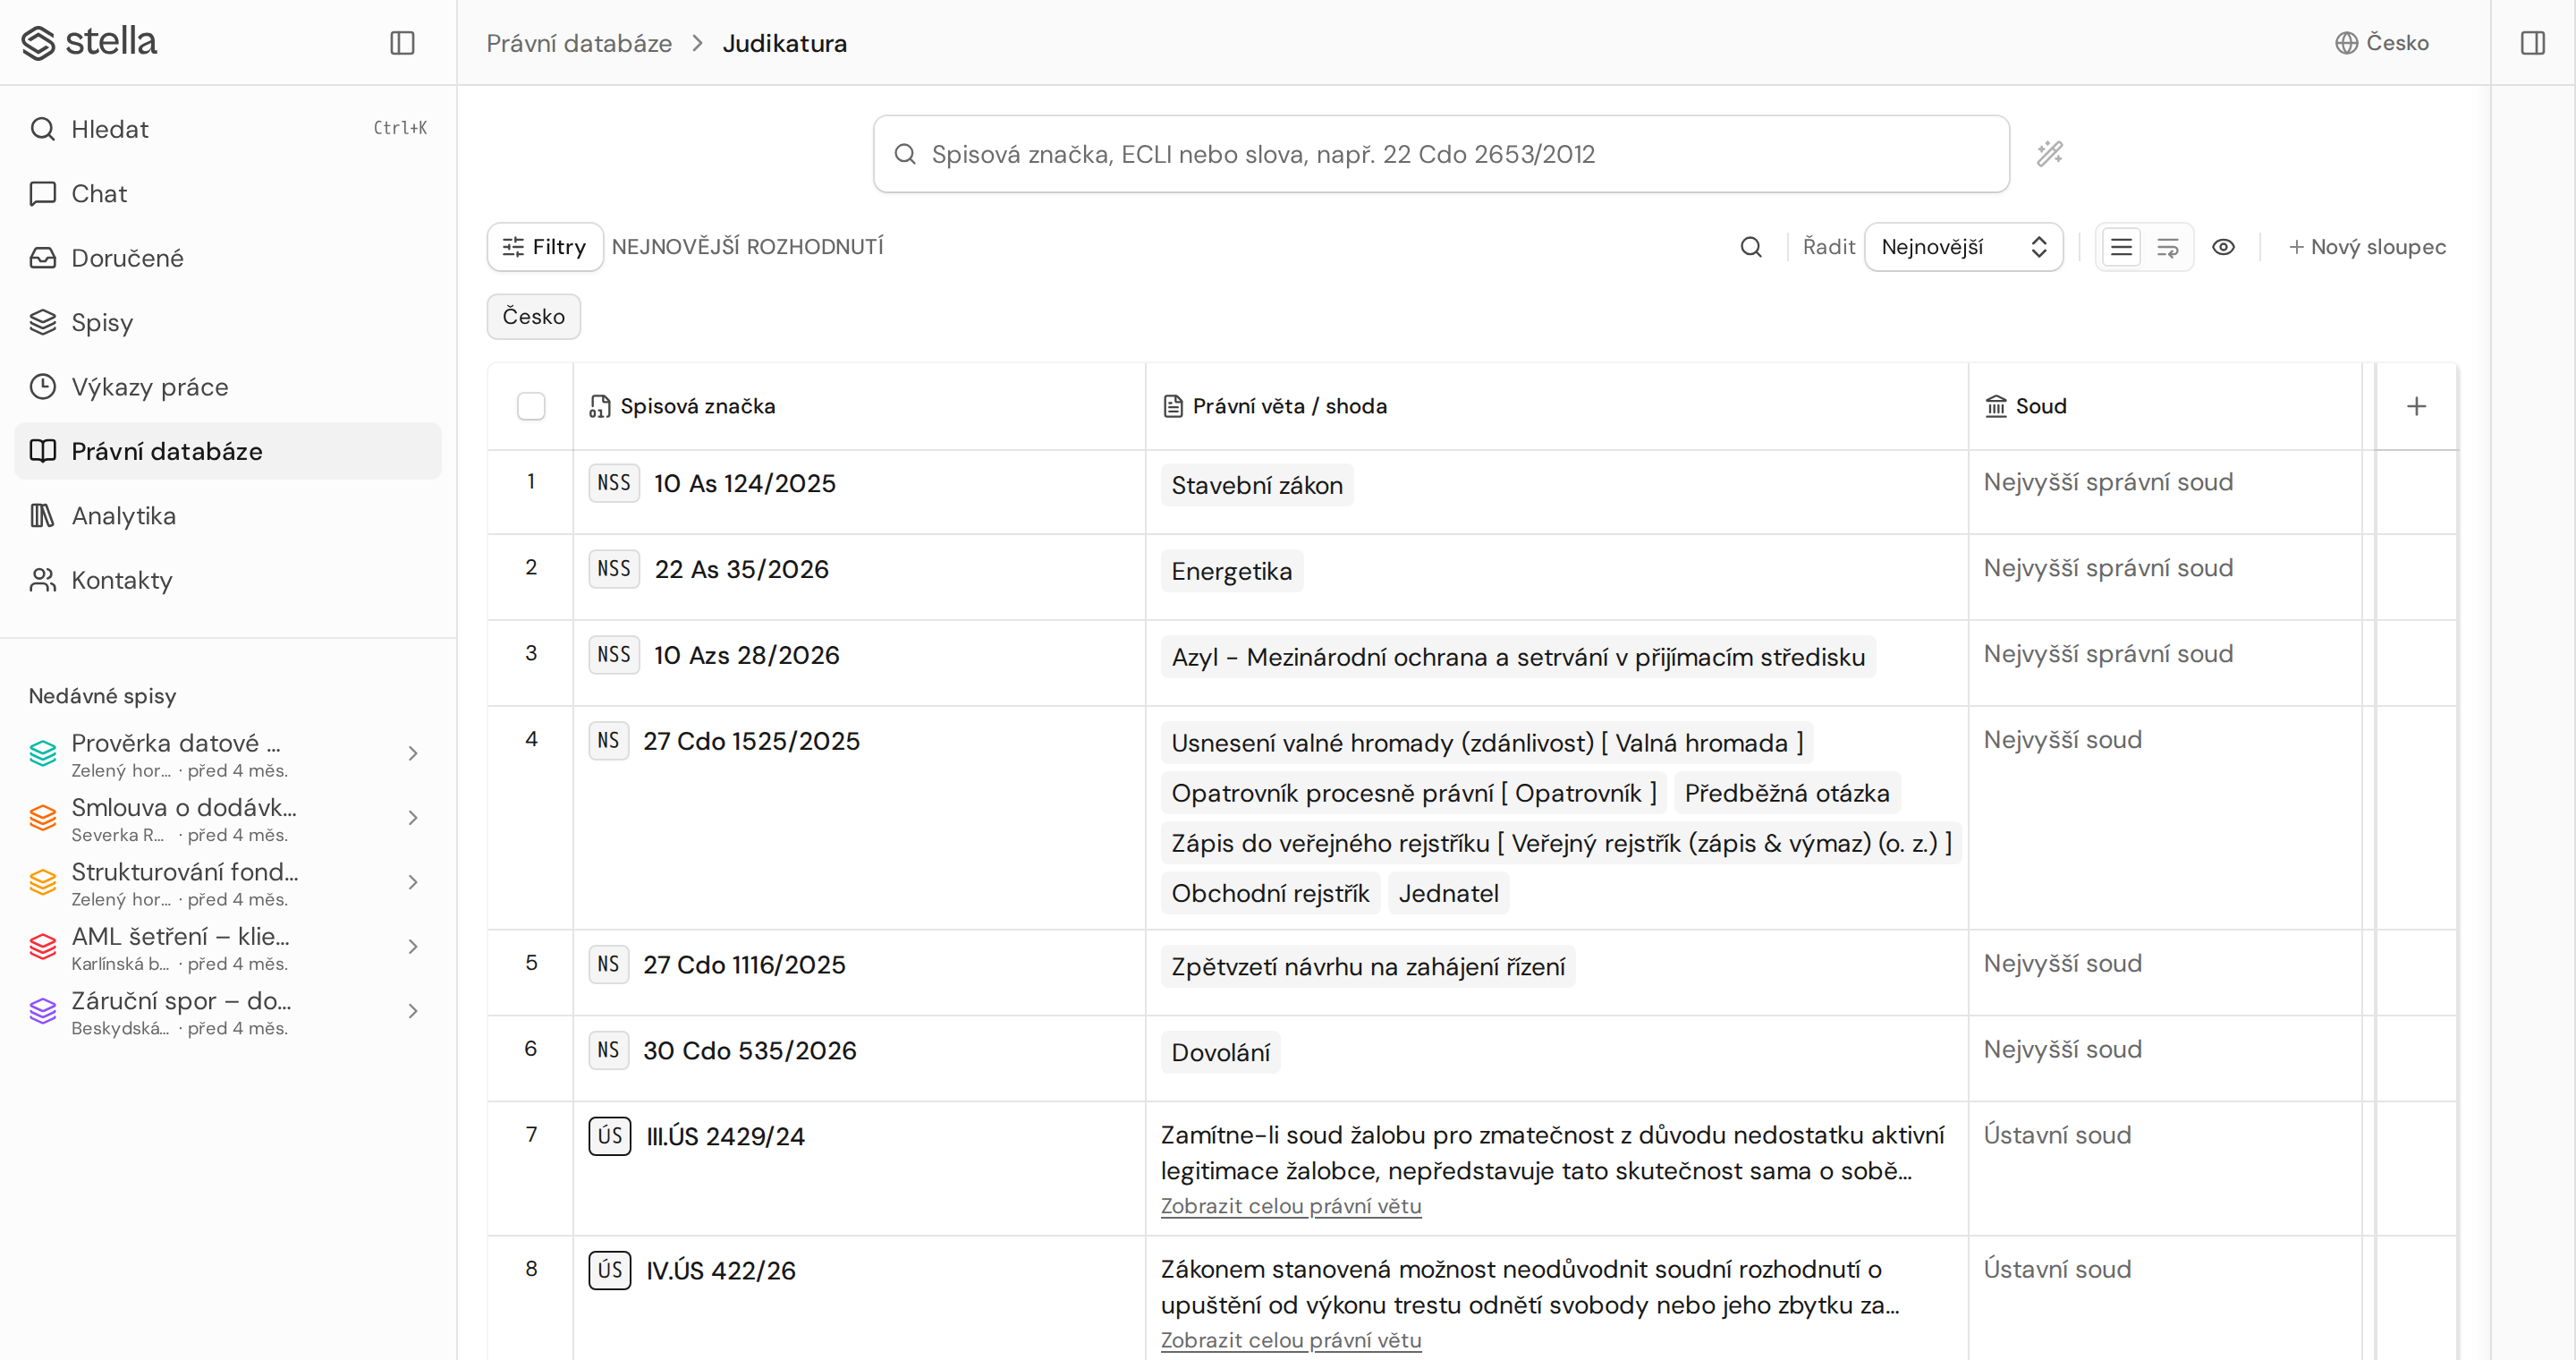 stella
Právní databáze > Judikatura
Česko
Hledat Ctrl+K
Chat
Doručené
Spisy
Výkazy práce
Právní databáze
Analytika
Kontakty
Nedávné spisy
Prověrka datové ...
Zelený hor... · před 4 měs.
Smlouva o dodávk...
Severka R... · před 4 měs.
Strukturování fond...
Zelený hor... · před 4 měs.
AML šetření – klie...
Karlínská b... · před 4 měs.
Záruční spor – do...
Beskydská... · před 4 měs.
Spisová značka, ECLI nebo slova, např. 22 Cdo 2653/2012
Filtry NEJNOVĚJŠÍ ROZHODNUTÍ Řadit Nejnovější + Nový sloupec
Česko
Spisová značka Právní věta / shoda Soud
1 NSS 10 As 124/2025 Stavební zákon Nejvyšší správní soud
2 NSS 22 As 35/2026 Energetika Nejvyšší správní soud
3 NSS 10 Azs 28/2026 Azyl - Mezinárodní ochrana a setrvání v přijímacím středisku Nejvyšší správní soud
4 NS 27 Cdo 1525/2025 Usnesení valné hromady (zdánlivost) [ Valná hromada ] Nejvyšší soud
Opatrovník procesně právní [ Opatrovník ] Předběžná otázka
Zápis do veřejného rejstříku [ Veřejný rejstřík (zápis & výmaz) (o. z.) ]
Obchodní rejstřík Jednatel
5 NS 27 Cdo 1116/2025 Zpětvzetí návrhu na zahájení řízení Nejvyšší soud
6 NS 30 Cdo 535/2026 Dovolání Nejvyšší soud
7 ÚS III.ÚS 2429/24 Zamítne-li soud žalobu pro zmatečnost z důvodu nedostatku aktivní Ústavní soud
legitimace žalobce, nepředstavuje tato skutečnost sama o sobě...
Zobrazit celou právní větu
8 ÚS IV.ÚS 422/26 Zákonem stanovená možnost neodůvodnit soudní rozhodnutí o Ústavní soud
upuštění od výkonu trestu odnětí svobody nebo jeho zbytku za...
Zobrazit celou právní větu